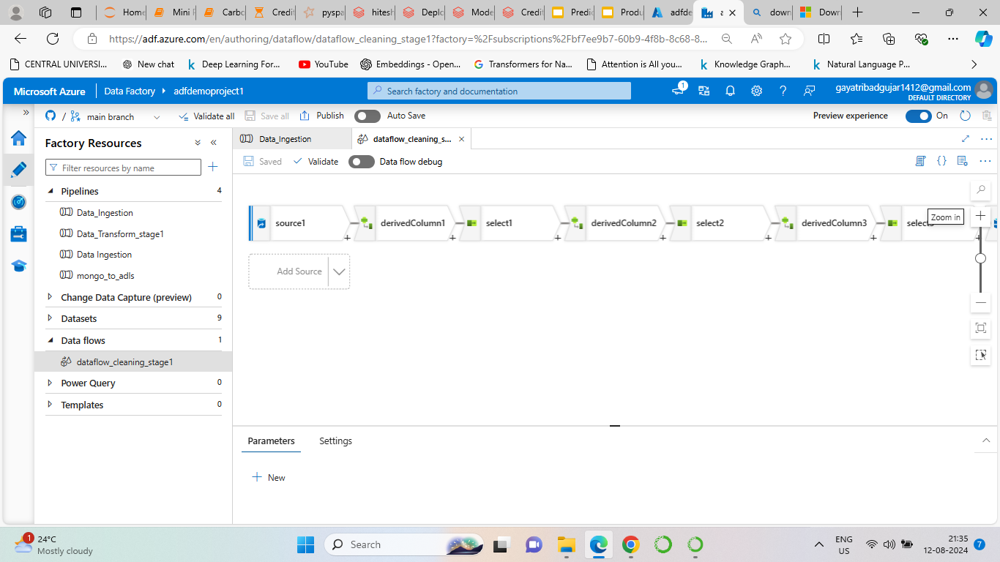 Home
Mini P
Carbo
Credit
pyspa
hitesh
Deplo
Mode
Credit
Predic
Produ
adfde
a
down
Down
https://adf.azure.com/en/authoring/dataflow/dataflow_cleaning_stage1?factory=%2Fsubscriptions%2Fbf7ee9b7-60b9-4f8b-8c68-8...
CENTRAL UNIVERSI...
New chat
Deep Learning For...
YouTube
Embeddings - Open...
Transformers for Na...
Attention is All you...
Knowledge Graph...
Natural Language P...
Microsoft Azure
Data Factory
adfdemoproject1
Search factory and documentation
1
gayatribadgujar1412@gmail.com
DEFAULT DIRECTORY
/ main branch
Validate all
Save all
Publish
Auto Save
Preview experience
On
Factory Resources
Filter resources by name
Pipelines 4
Data_Ingestion
Data_Transform_stage1
Data Ingestion
mongo_to_adls
Change Data Capture (preview) 0
Datasets 9
Data flows 1
dataflow_cleaning_stage1
Power Query 0
Templates 0
Data_Ingestion
dataflow_cleaning_s...
Saved
Validate
Data flow debug
source1
derivedColumn1
select1
derivedColumn2
select2
derivedColumn3
select3
Zoom in
Add Source
Parameters
Settings
New
1
24°C
Mostly cloudy
Search
ENG
US
21:35
12-08-2024
7